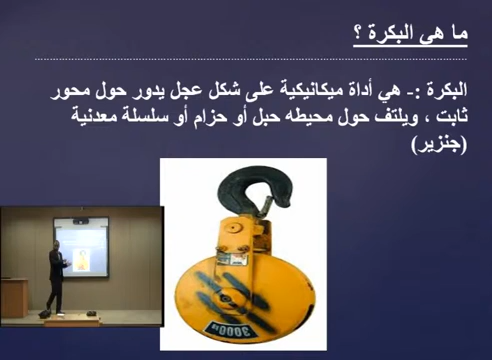 ما هي البكرة ؟
البكرة :- هي أداة ميكانيكية على شكل عجل يدور حول محور
ثابت ، ويلتف حول محيطه حبل أو حزام أو سلسلة معدنية
(جنزير)
3000